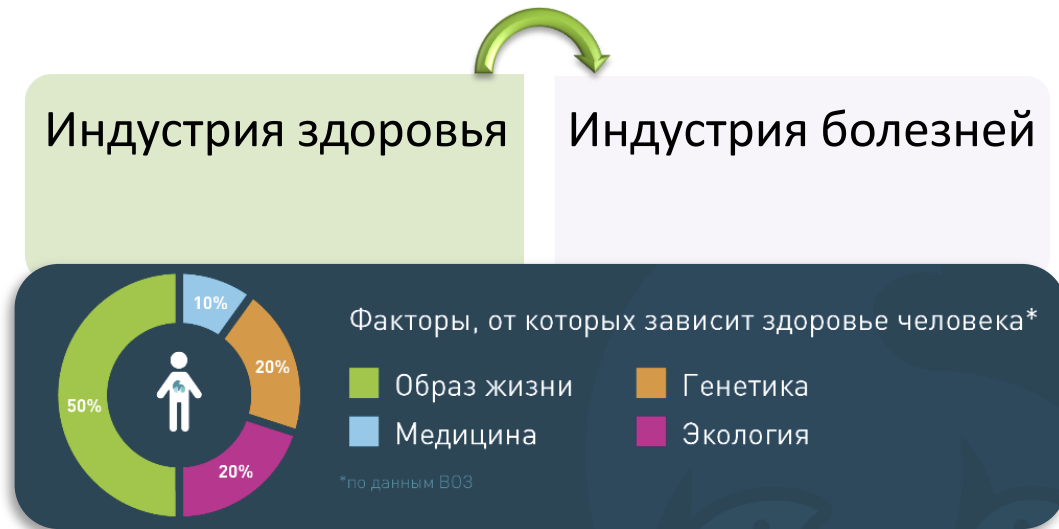 Индустрия здоровья
Индустрия болезней
10%
20%
50%
20%
Факторы, от которых зависит здоровье человека*
Образ жизни
Генетика
Медицина
Экология
*по данным ВОЗ